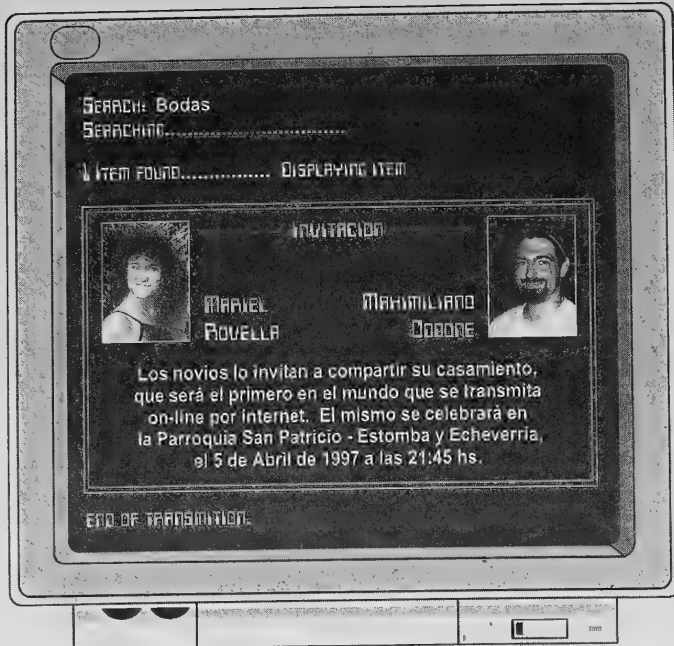 SEARCH: Bodas
SEARCHING..............................
1 ITEM FOUND................ DISPLAYING ITEM
INVITACION
MARIEL
ROVELLA
MAXIMILIANO
Los novios lo invitan a compartir su casamiento,
que será el primero en el mundo que se transmita
on-line por internet. El mismo se celebrará en
la Parroquia San Patricio - Estomba y Echeverria,
el 5 de Abril de 1997 a las 21:45 hs.
END OF TRANSMITION.